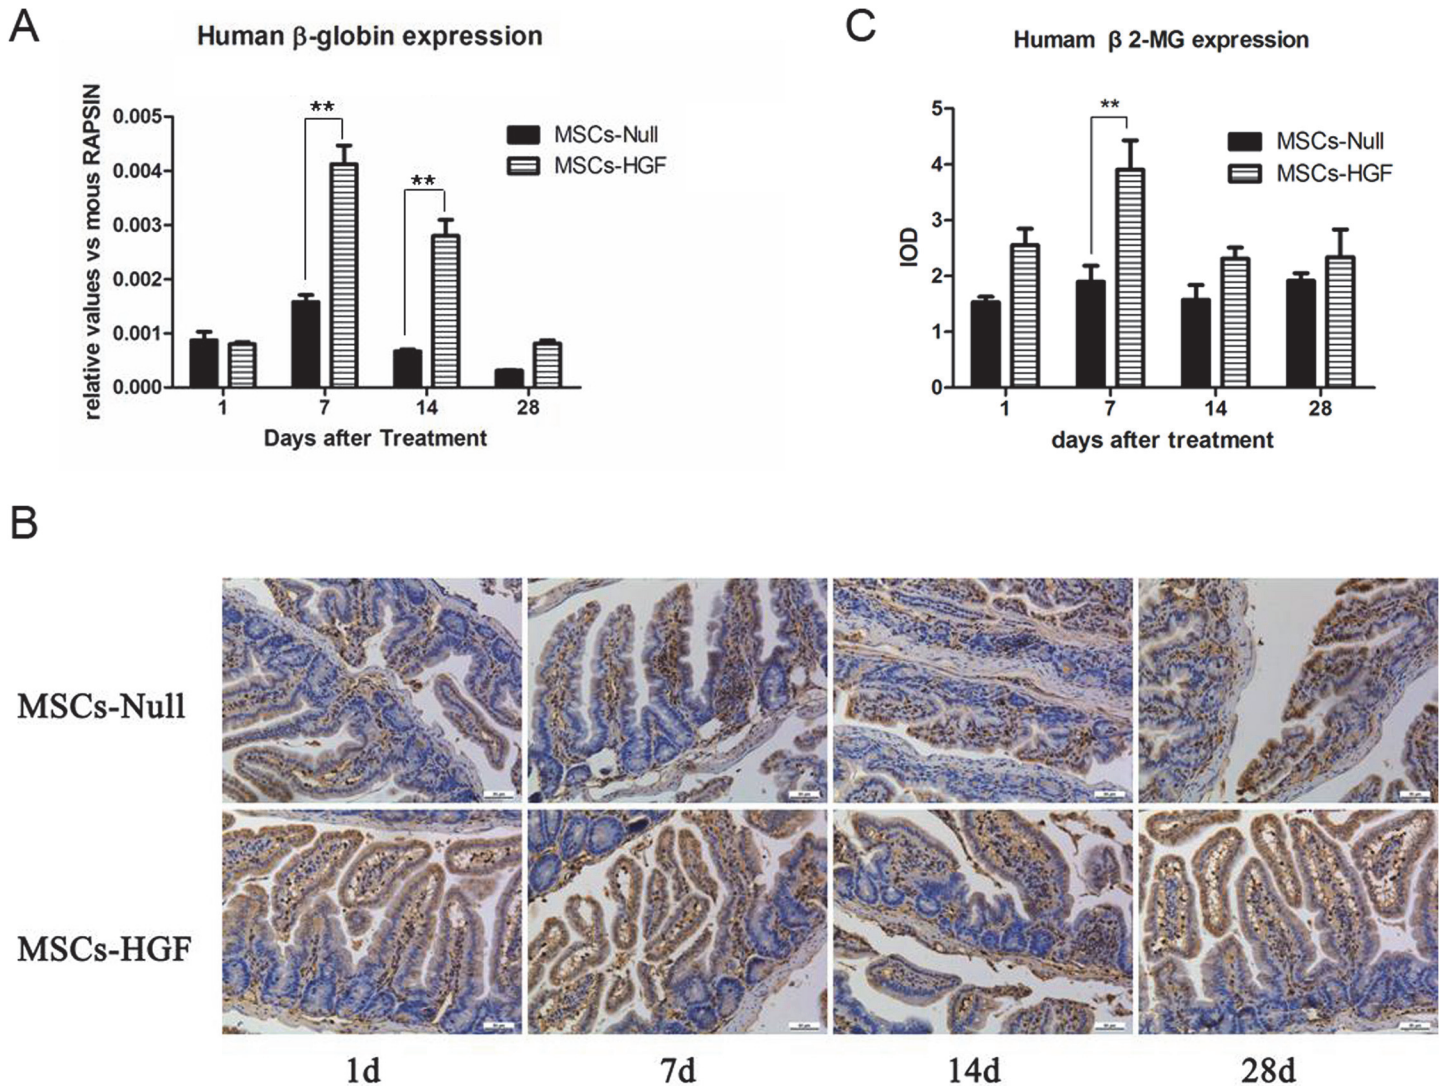 A
Human β-globin expression
relative values vs mous RAPSIN
0.005
0.004
0.003
0.002
0.001
0.000
**
**
MSCs-Null
MSCs-HGF
1 7 14 28
Days after Treatment
C
Humam β 2-MG expression
IOD
5
4
3
2
1
0
**
MSCs-Null
MSCs-HGF
1 7 14 28
days after treatment
B
MSCs-Null
MSCs-HGF
1d 7d 14d 28d